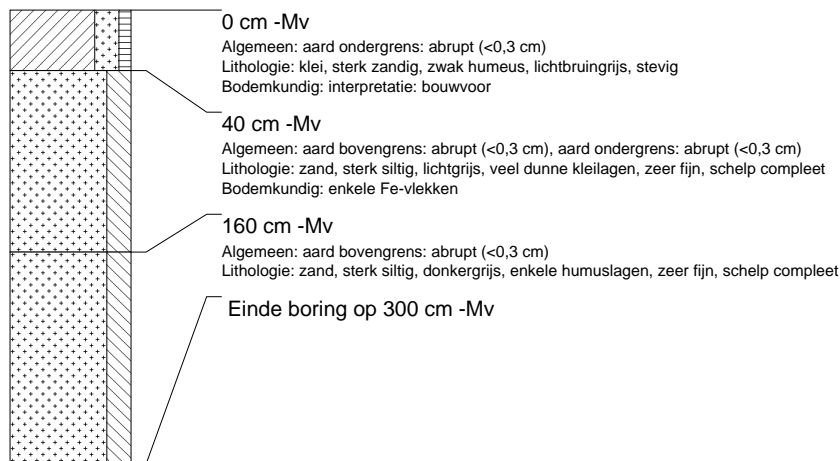 0 cm -Mv
Algemeen: aard ondergrens: abrupt (<0,3 cm)
Lithologie: klei, sterk zandig, zwak humeus, lichtbruingrijs, stevig
Bodemkundig: interpretatie: bouwvoor
40 cm -Mv
Algemeen: aard bovengrens: abrupt (<0,3 cm), aard ondergrens: abrupt (<0,3 cm)
Lithologie: zand, sterk siltig, lichtgrijs, veel dunne kleilagen, zeer fijn, schelp compleet
Bodemkundig: enkele Fe-vlekken
160 cm -Mv
Algemeen: aard bovengrens: abrupt (<0,3 cm)
Lithologie: zand, sterk siltig, donkergrijs, enkele humuslagen, zeer fijn, schelp compleet
Einde boring op 300 cm -Mv